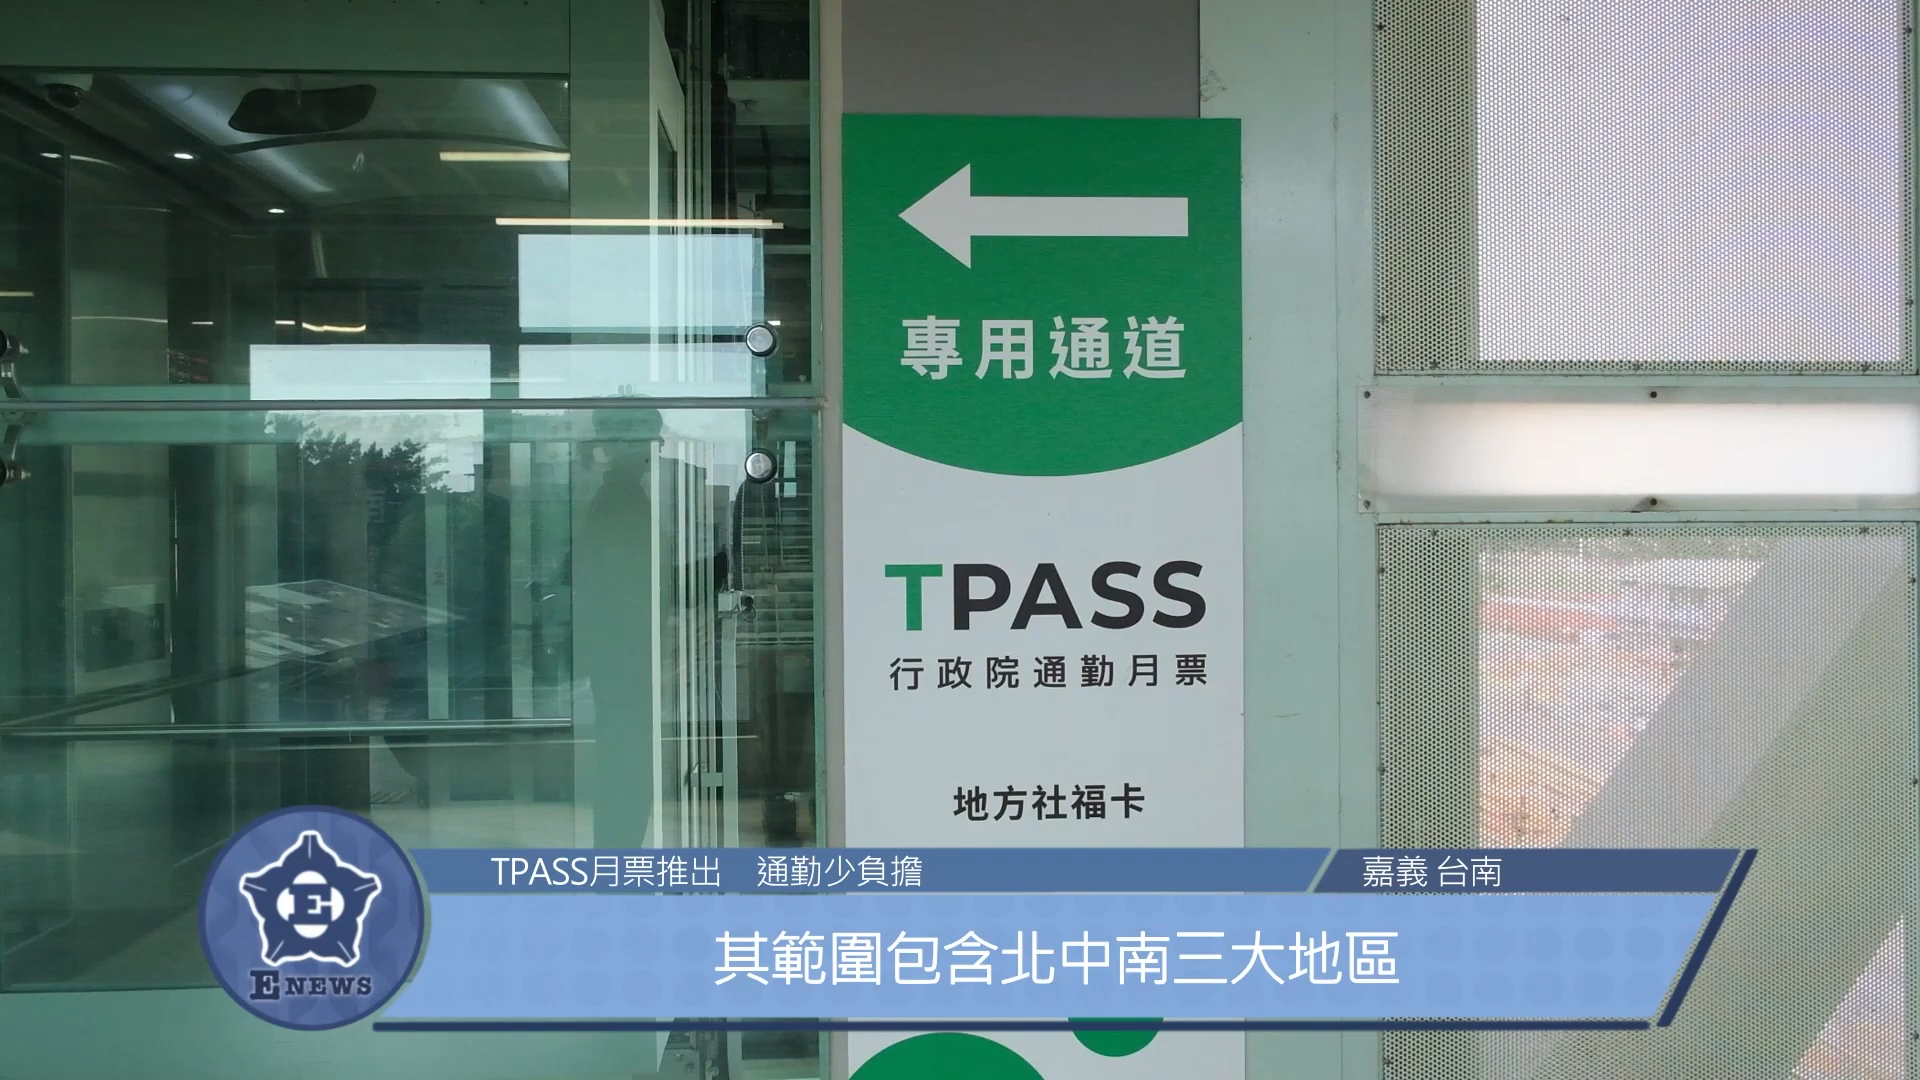 專用通道
TPASS
行政院通勤月票
地方社福卡
TPASS月票推出　通勤少負擔
嘉義 台南
其範圍包含北中南三大地區
E
E NEWS